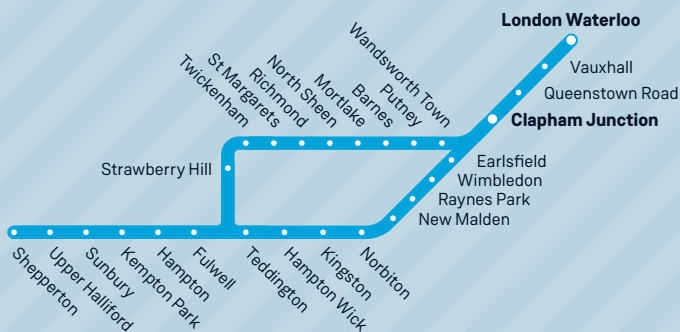 London Waterloo
Vauxhall
Queenstown Road
Clapham Junction
Wandsworth Town
Putney
Barnes
Mortlake
North Sheen
Richmond
St Margarets
Twickenham
Strawberry Hill
Earlsfield
Wimbledon
Raynes Park
New Malden
Norbiton
Kingston
Hampton Wick
Teddington
Fulwell
Hampton
Kempton Park
Sunbury
Upper Halliford
Shepperton